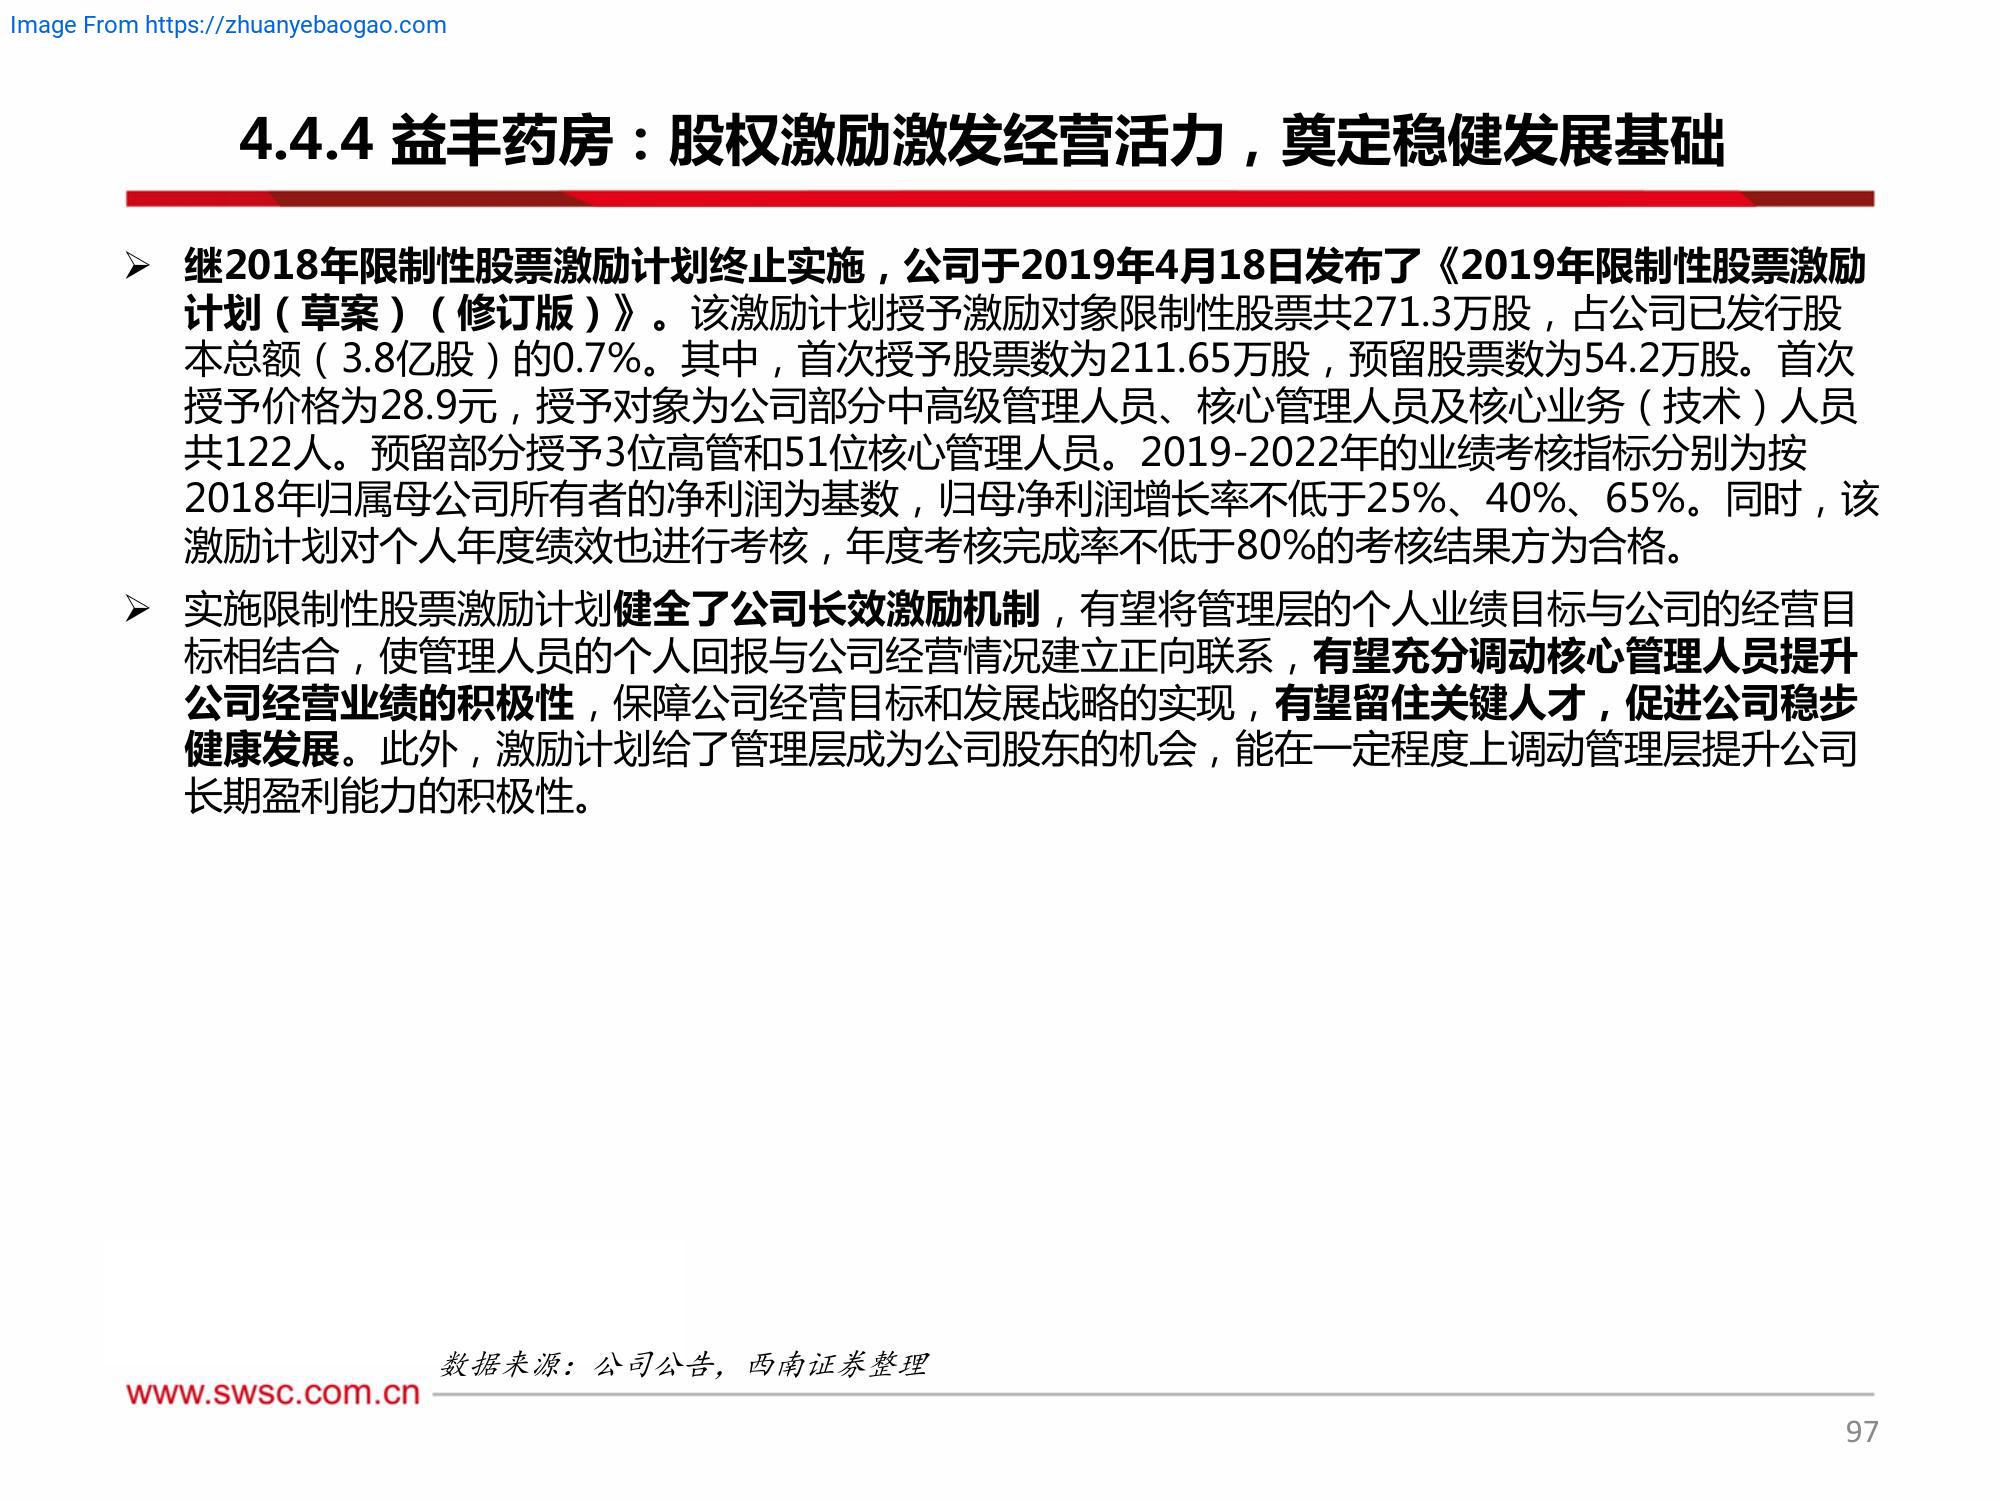 Image From https://zhuanyebaogao.com
4.4.4 益丰药房：股权激励激发经营活力，奠定稳健发展基础
➢ 继2018年限制性股票激励计划终止实施，公司于2019年4月18日发布了《2019年限制性股票激励
计划（草案）（修订版）》。该激励计划授予激励对象限制性股票共271.3万股，占公司已发行股
本总额（3.8亿股）的0.7%。其中，首次授予股票数为211.65万股，预留股票数为54.2万股。首次
授予价格为28.9元，授予对象为公司部分中高级管理人员、核心管理人员及核心业务（技术）人员
共122人。预留部分授予3位高管和51位核心管理人员。2019-2022年的业绩考核指标分别为按
2018年归属母公司所有者的净利润为基数，归母净利润增长率不低于25%、40%、65%。同时，该
激励计划对个人年度绩效也进行考核，年度考核完成率不低于80%的考核结果方为合格。
➢ 实施限制性股票激励计划健全了公司长效激励机制，有望将管理层的个人业绩目标与公司的经营目
标相结合，使管理人员的个人回报与公司经营情况建立正向联系，有望充分调动核心管理人员提升
公司经营业绩的积极性，保障公司经营目标和发展战略的实现，有望留住关键人才，促进公司稳步
健康发展。此外，激励计划给了管理层成为公司股东的机会，能在一定程度上调动管理层提升公司
长期盈利能力的积极性。
数据来源：公司公告，西南证券整理
www.swsc.com.cn
97